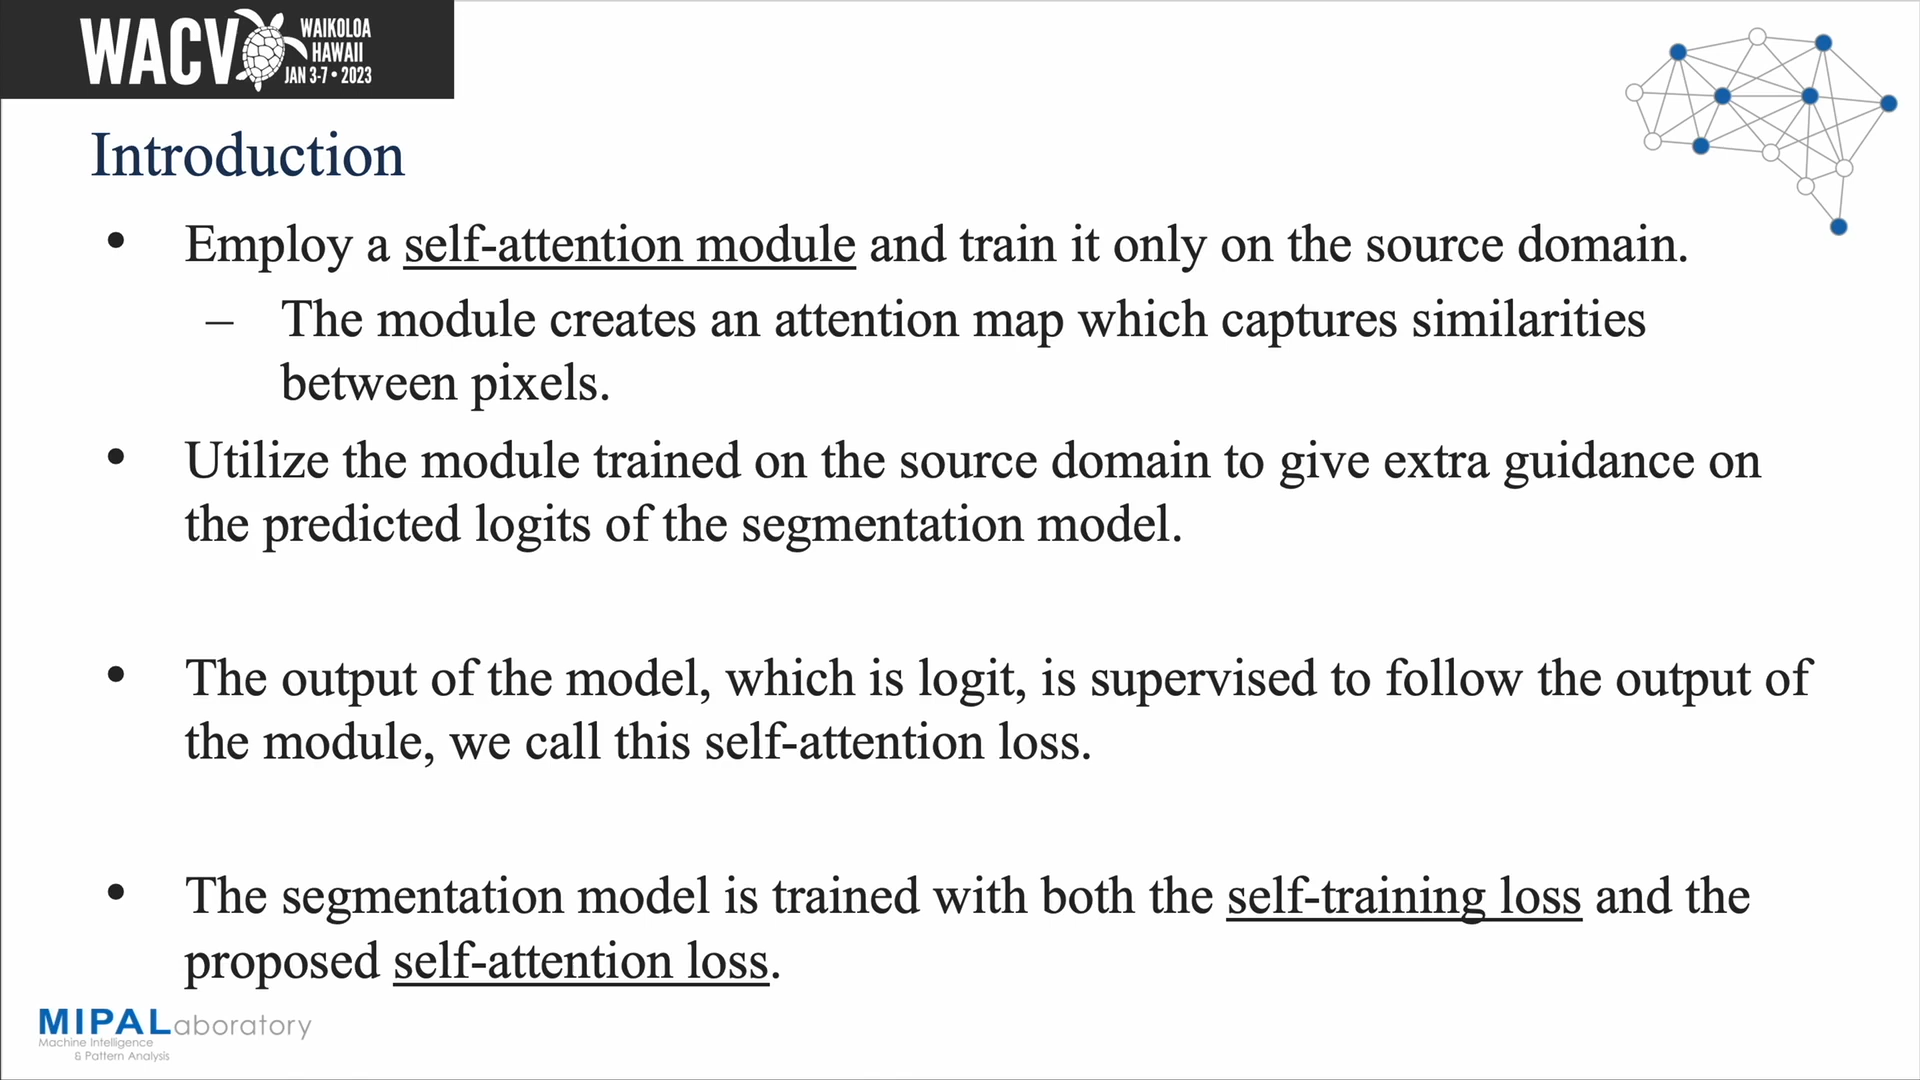 WACV
WAIKOLOA
HAWAII
JAN 3-7 • 2023
Introduction
• Employ a self-attention module and train it only on the source domain.
– The module creates an attention map which captures similarities
between pixels.
• Utilize the module trained on the source domain to give extra guidance on
the predicted logits of the segmentation model.
• The output of the model, which is logit, is supervised to follow the output of
the module, we call this self-attention loss.
• The segmentation model is trained with both the self-training loss and the
proposed self-attention loss.
MIPALaboratory
Machine Intelligence
& Pattern Analysis